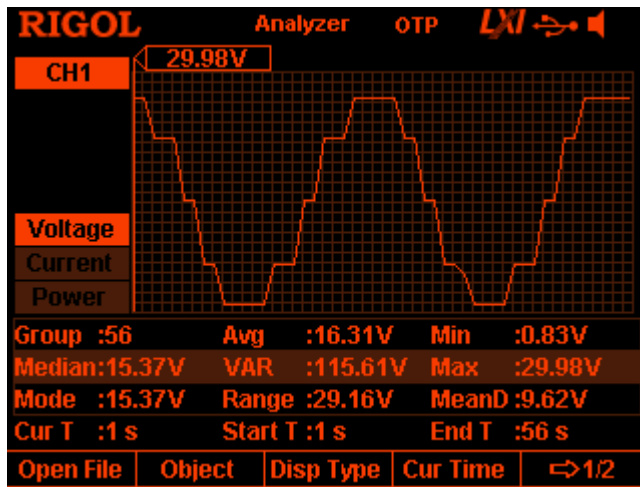 RIGOL Analyzer OTP LXI
CH1 29.98V
Voltage
Current
Power
Group :56 Avg :16.31V Min :0.83V
Median:15.37V VAR :115.61V Max :29.98V
Mode :15.37V Range :29.16V MeanD:9.62V
Cur T :1 s Start T :1 s End T :56 s
Open File Object Disp Type Cur Time ⇨1/2